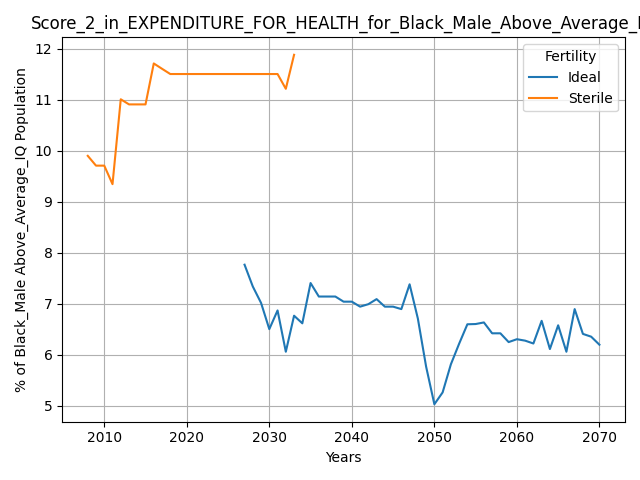 Score_2_in_EXPENDITURE_FOR_HEALTH_for_Black_Male_Above_Average_I
Fertility
Ideal
Sterile
% of Black_Male Above_Average_IQ Population
12
11
10
9
8
7
6
5
2010 2020 2030 2040 2050 2060 2070
Years